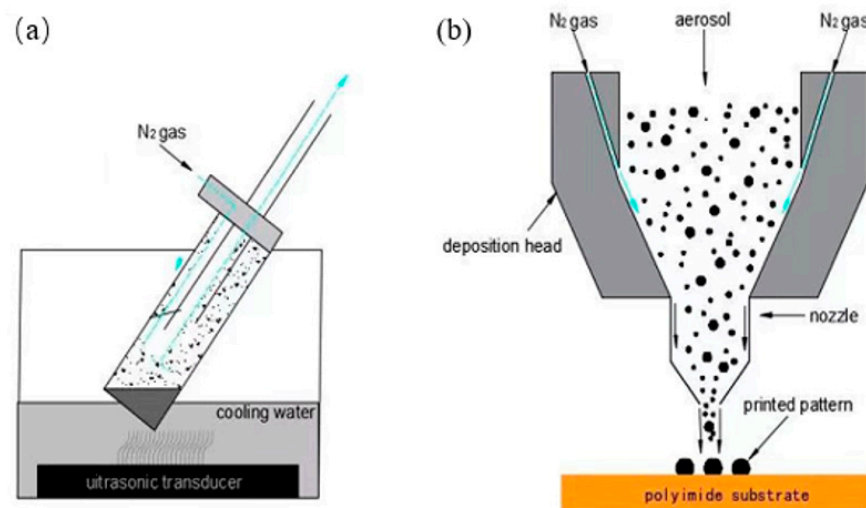 (a)
N2 gas
cooling water
uitrasonic transducer
(b)
N2 gas
aerosol
N2 gas
deposition head
nozzle
printed pattern
polyimide substrate